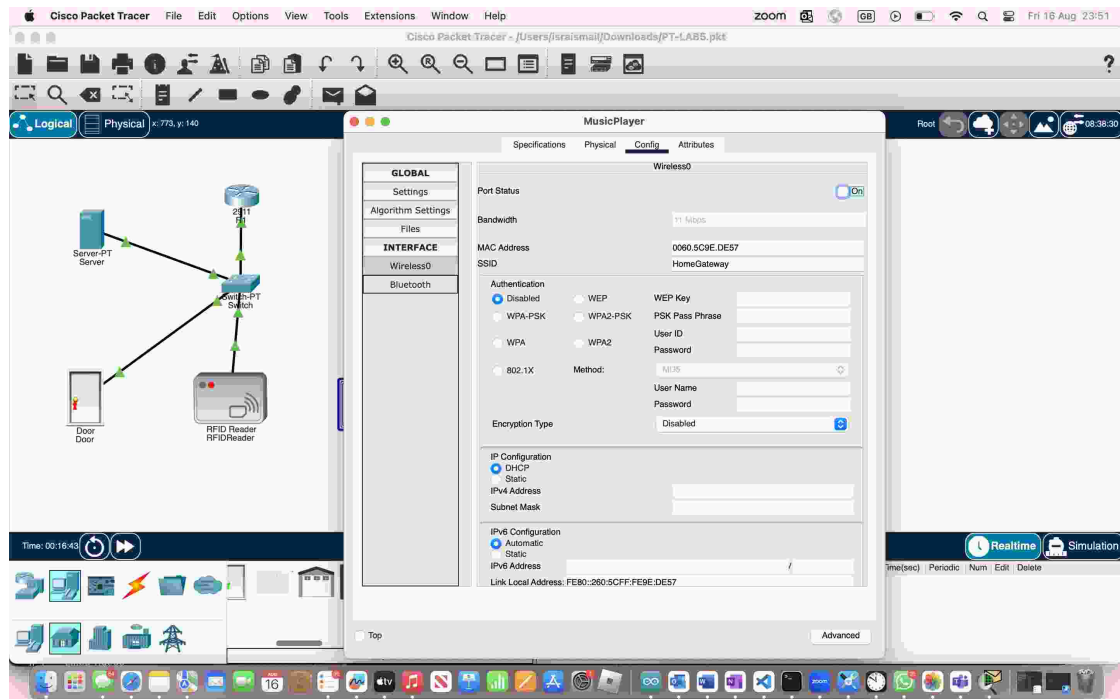 Cisco Packet Tracer File Edit Options View Tools Extensions Window Help zoom GB Fri 16 Aug 23:51
Cisco Packet Tracer - /Users/israismail/Downloads/PT-LAB5.pkt
?
Logical Physical x: 773, y: 140 Root 08:38:30
MusicPlayer
Specifications Physical Config Attributes
GLOBAL
Settings
Algorithm Settings
Files
INTERFACE
Wireless0
Bluetooth
Wireless0
Port Status On
Bandwidth 11 Mbps
MAC Address 0060.5C9E.DE57
SSID HomeGateway
Authentication
Disabled WEP WEP Key
WPA-PSK WPA2-PSK PSK Pass Phrase
User ID
WPA WPA2 Password
802.1X Method: MD5
User Name
Password
Encryption Type Disabled
IP Configuration
DHCP
Static
IPv4 Address
Subnet Mask
IPv6 Configuration
Automatic
Static
IPv6 Address /
Link Local Address: FE80::260:5CFF:FE9E:DE57
Top Advanced
2911
R1
Server-PT
Server
Switch-PT
Switch
Door
Door
RFID Reader
RFIDReader
Time: 00:16:43 Realtime Simulation
Time(sec) Periodic Num Edit Delete
AUG
16
tv
zoom